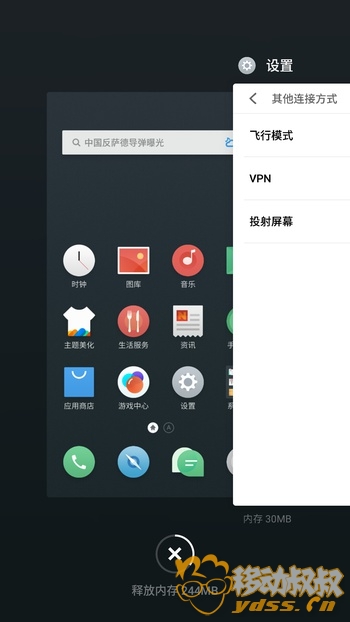 设置
其他连接方式
中国反萨德导弹曝光
飞行模式
VPN
投射屏幕
时钟
图库
音乐
主题美化
生活服务
资讯
应用商店
游戏中心
设置
A
内存 30MB
释放内存 244MB
移动叔叔
ydss.cn